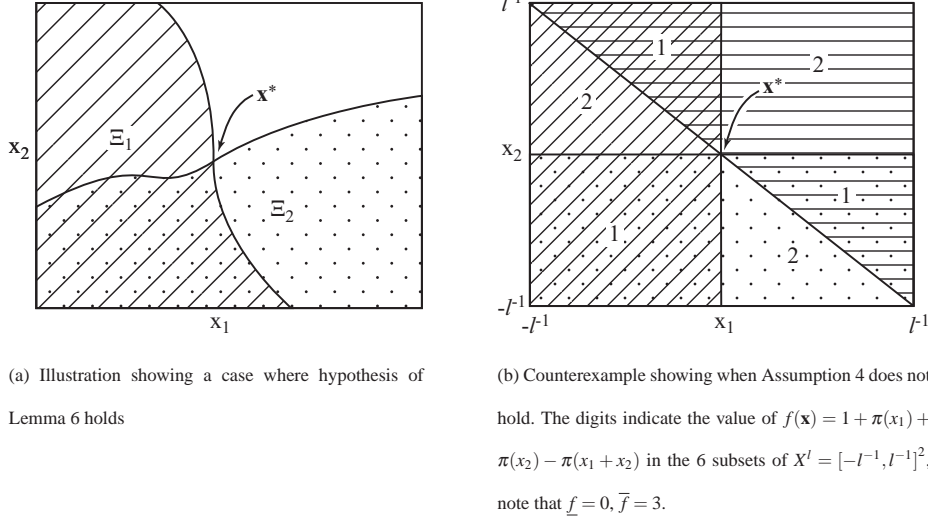 l⁻¹
1
2
x*
x*
2
Ξ₁
x₂
x₂
Ξ₂
1
1
2
-l⁻¹
x₁
-l⁻¹
x₁
l⁻¹
(a) Illustration showing a case where hypothesis of
Lemma 6 holds
(b) Counterexample showing when Assumption 4 does not
hold. The digits indicate the value of f(x) = 1 + π(x₁) +
π(x₂) − π(x₁ + x₂) in the 6 subsets of Xˡ = [−l⁻¹, l⁻¹]²,
note that f̲ = 0, f̅ = 3.